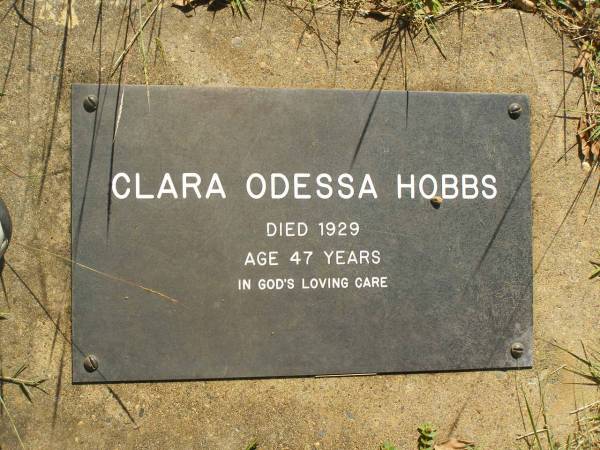 CLARA ODESSA HOBBS
DIED 1929
AGE 47 YEARS
IN GOD'S LOVING CARE